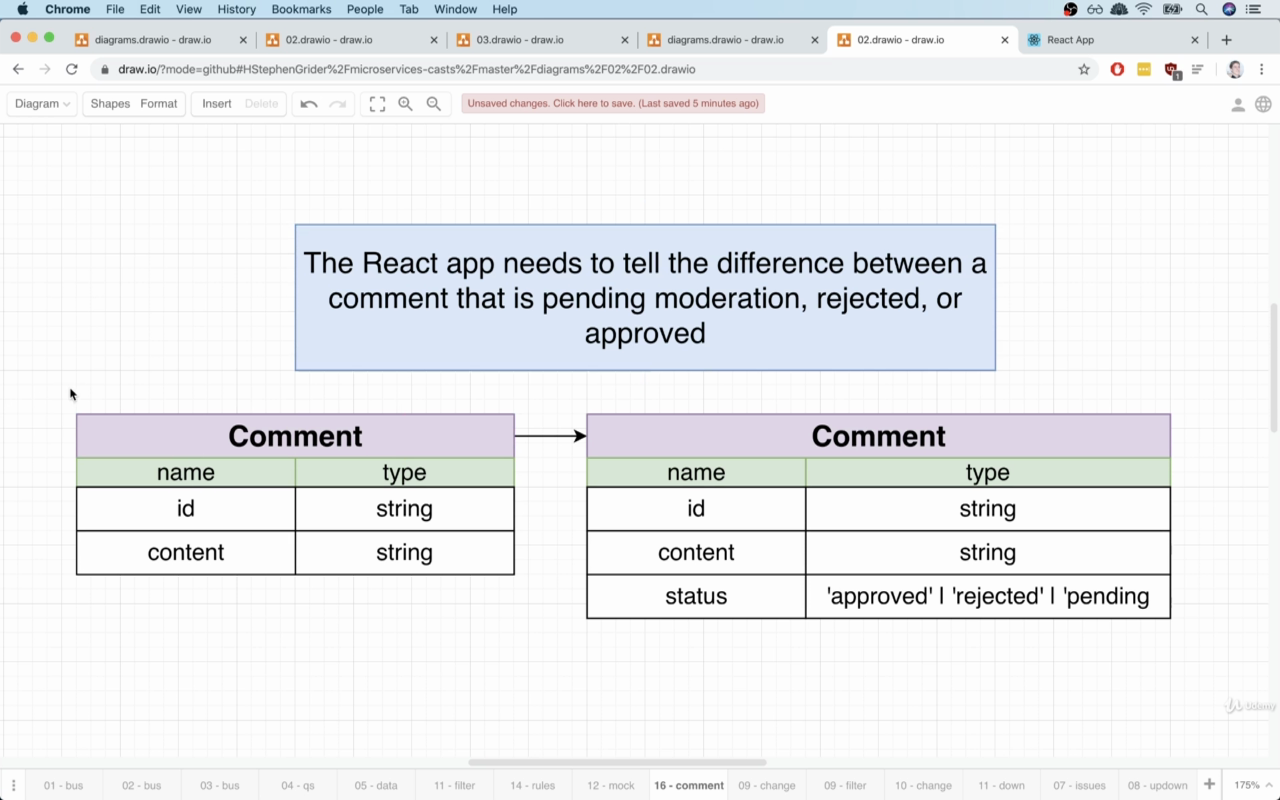 Chrome File Edit View History Bookmarks People Tab Window Help
diagrams.drawio - draw.io 02.drawio - draw.io 03.drawio - draw.io diagrams.drawio - draw.io 02.drawio - draw.io React App
draw.io/?mode=github#HStephenGrider%2Fmicroservices-casts%2Fmaster%2Fdiagrams%2F02%2F02.drawio
Diagram Shapes Format Insert Delete Unsaved changes. Click here to save. (Last saved 5 minutes ago)
The React app needs to tell the difference between a
comment that is pending moderation, rejected, or
approved
Comment
name type
id string
content string
Comment
name type
id string
content string
status 'approved' | 'rejected' | 'pending
Udemy
01 - bus 02 - bus 03 - bus 04 - qs 05 - data 11 - filter 14 - rules 12 - mock 16 - comment 09 - change 09 - filter 10 - change 11 - down 07 - issues 08 - updown 175%